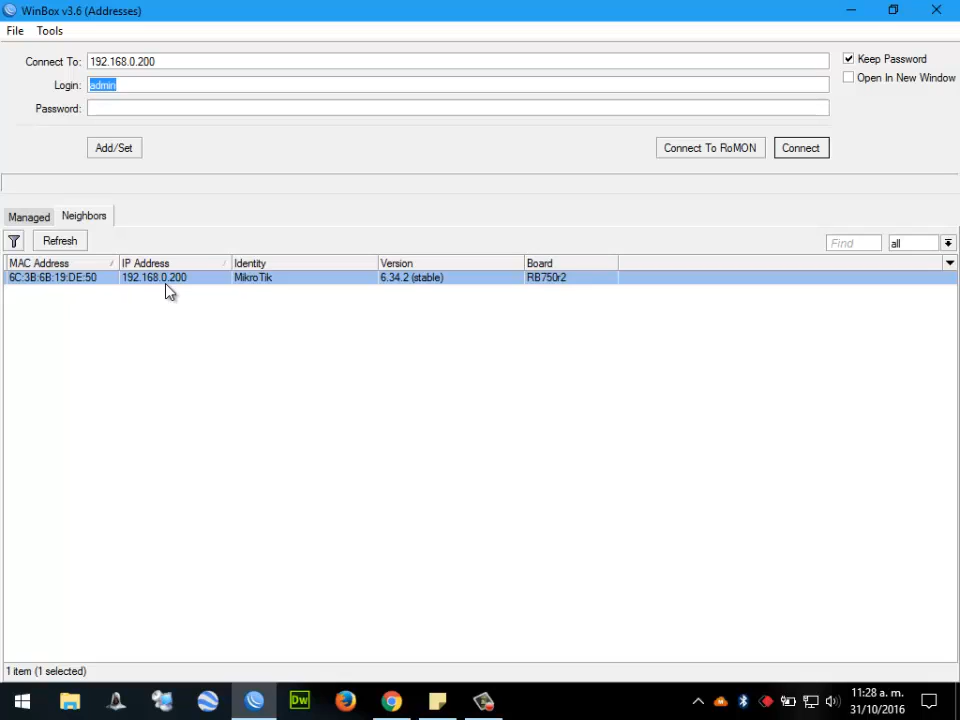 WinBox v3.6 (Addresses)
File Tools
Connect To: 192.168.0.200
Keep Password
Login: admin
Open In New Window
Password:
Add/Set Connect To RoMON Connect
Managed Neighbors
Refresh Find all
MAC Address IP Address Identity Version Board
6C:3B:6B:19:DE:50 192.168.0.200 MikroTik 6.34.2 (stable) RB750r2
1 item (1 selected)
Dw
11:28 a. m.
31/10/2016